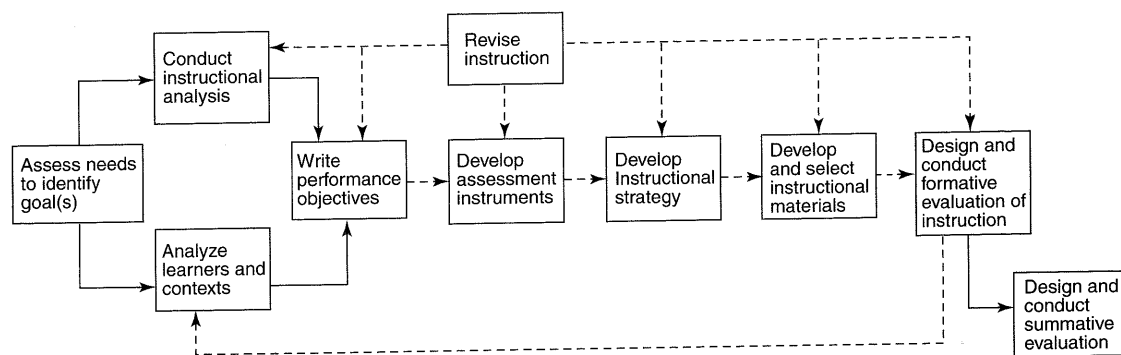 Revise
instruction
Conduct
instructional
analysis
Assess needs
to identify
goal(s)
Write
performance
objectives
Develop
assessment
instruments
Develop
Instructional
strategy
Develop
and select
instructional
materials
Design and
conduct
formative
evaluation of
instruction
Analyze
learners and
contexts
Design and
conduct
summative
evaluation